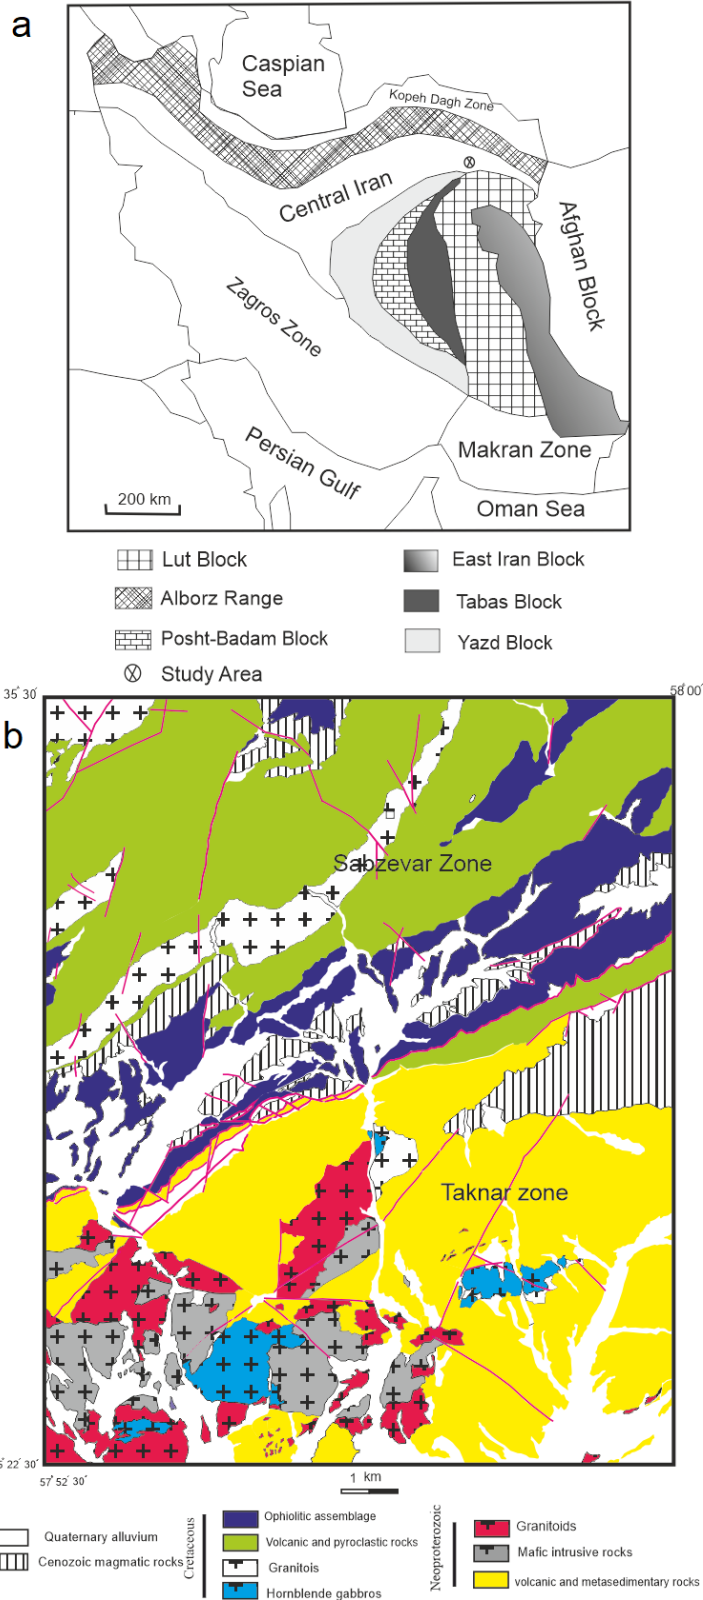 a
Caspian
Sea
Kopeh Dagh Zone
Central Iran
Afghan Block
Zagros Zone
Persian Gulf
Makran Zone
200 km
Oman Sea
Lut Block
East Iran Block
Alborz Range
Tabas Block
Posht-Badam Block
Yazd Block
Study Area
35° 30´
58°00´
b
Sabzevar Zone
Taknar zone
5 22´ 30´
57° 52´ 30´
1 km
Quaternary alluvium
Cenozoic magmatic rocks
Cretaceous
Ophiolitic assemblage
Volcanic and pyroclastic rocks
Granitois
Hornblende gabbros
Neoproterozoic
Granitoids
Mafic intrusive rocks
volcanic and metasedimentary rocks